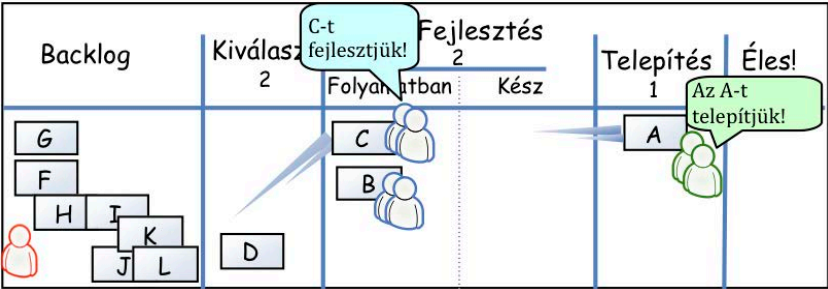 C-t
fejlesztjük!
Backlog
Kiválasz
2
Fejlesztés
2
Telepítés
1
Éles!
Folyamatban
Kész
Az A-t
telepítjük!
G
F
H
I
K
J
L
D
C
B
A